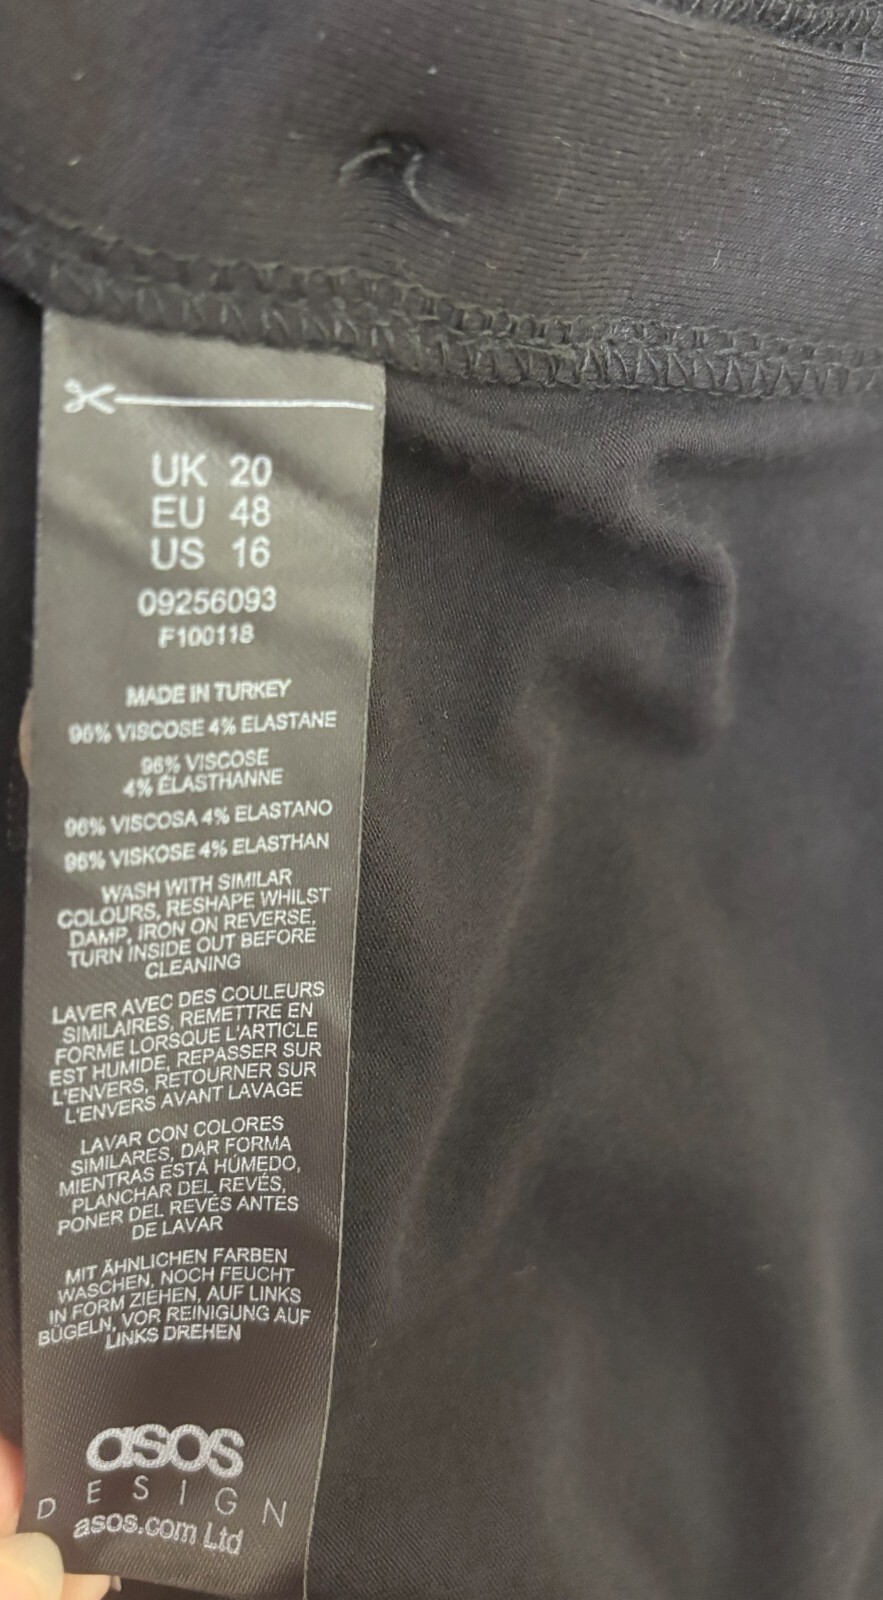 UK 20
EU 48
US 16
09256093
F100118
MADE IN TURKEY
96% VISCOSE 4% ELASTANE
96% VISCOSE
4% ÉLASTHANNE
96% VISCOSA 4% ELASTANO
96% VISKOSE 4% ELASTHAN
WASH WITH SIMILAR
COLOURS, RESHAPE WHILST
DAMP, IRON ON REVERSE,
TURN INSIDE OUT BEFORE
CLEANING
LAVER AVEC DES COULEURS
SIMILAIRES, REMETTRE EN
FORME LORSQUE L'ARTICLE
EST HUMIDE, REPASSER SUR
L'ENVERS, RETOURNER SUR
L'ENVERS AVANT LAVAGE
LAVAR CON COLORES
SIMILARES, DAR FORMA
MIENTRAS ESTÁ HÚMEDO,
PLANCHAR DEL REVÉS,
PONER DEL REVÉS ANTES
DE LAVAR
MIT ÄHNLICHEN FARBEN
WASCHEN, NOCH FEUCHT
IN FORM ZIEHEN, AUF LINKS
BÜGELN, VOR REINIGUNG AUF
LINKS DREHEN
asos
DESIGN
asos.com Ltd